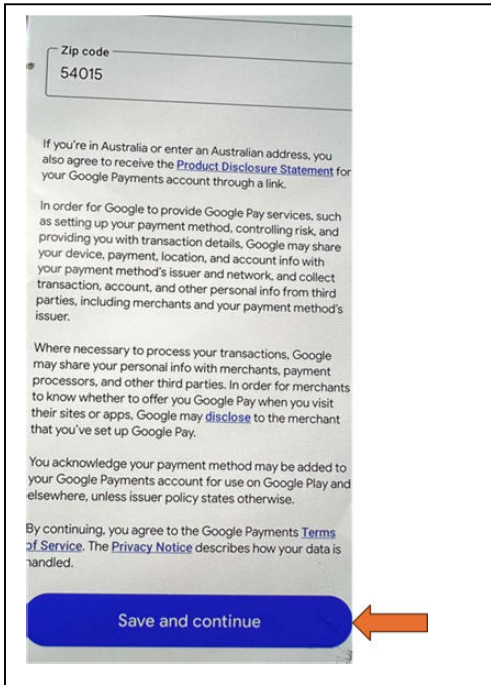 Zip code
54015
If you're in Australia or enter an Australian address, you
also agree to receive the Product Disclosure Statement for
your Google Payments account through a link.
In order for Google to provide Google Pay services, such
as setting up your payment method, controlling risk, and
providing you with transaction details, Google may share
your device, payment, location, and account info with
your payment method's issuer and network, and collect
transaction, account, and other personal info from third
parties, including merchants and your payment method's
issuer.
Where necessary to process your transactions, Google
may share your personal info with merchants, payment
processors, and other third parties. In order for merchants
to know whether to offer you Google Pay when you visit
their sites or apps, Google may disclose to the merchant
that you've set up Google Pay.
You acknowledge your payment method may be added to
your Google Payments account for use on Google Play and
elsewhere, unless issuer policy states otherwise.
By continuing, you agree to the Google Payments Terms
of Service. The Privacy Notice describes how your data is
handled.
Save and continue